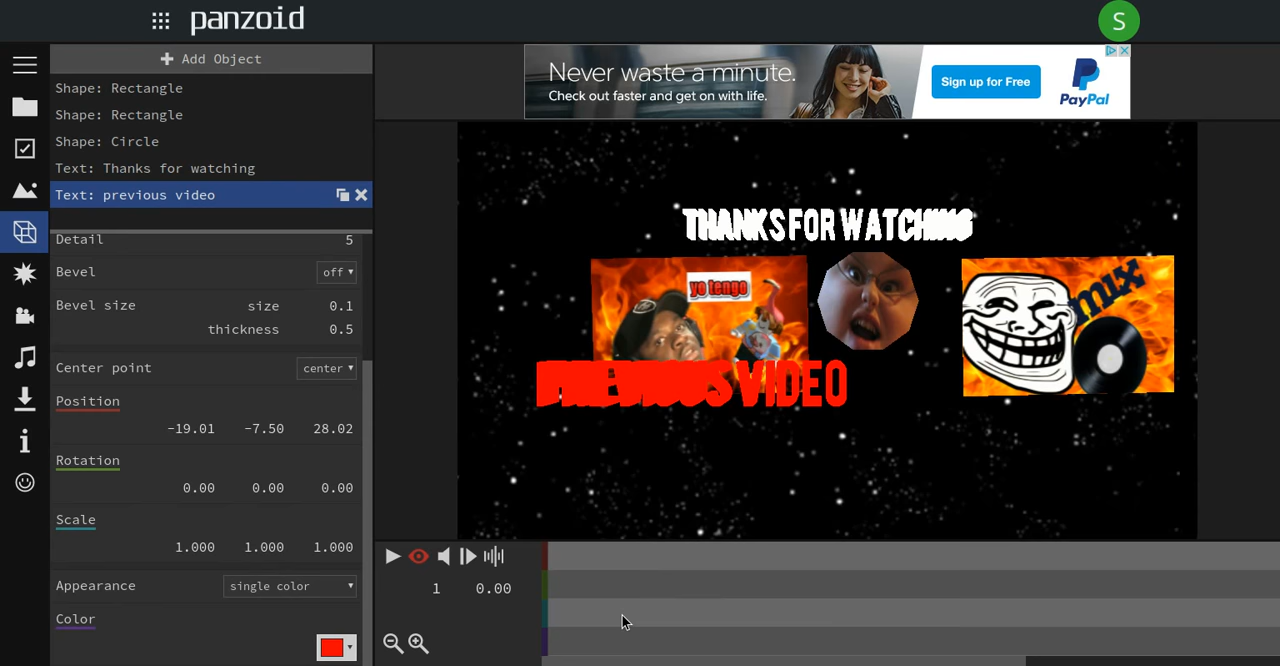 panzoid
S
Add Object
Shape: Rectangle
Shape: Rectangle
Shape: Circle
Text: Thanks for watching
Text: previous video
Detail 5
Bevel off
Bevel size size 0.1
thickness 0.5
Center point center
Position
-19.01 -7.50 28.02
Rotation
0.00 0.00 0.00
Scale
1.000 1.000 1.000
Appearance single color
Color
Never waste a minute.
Check out faster and get on with life.
Sign up for Free
PayPal
THANKS FOR WATCHING
yo tengo
mix
PREVIOUS VIDEO
1 0.00